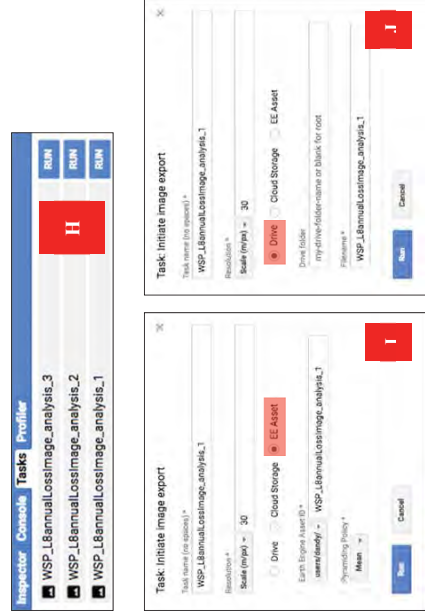 Inspector Console Tasks Profiler
WSP_L8annualLossImage_analysis_3 RUN
WSP_L8annualLossImage_analysis_2 RUN
WSP_L8annualLossImage_analysis_1 RUN
H
Task: Initiate image export
Task name (no spaces) *
WSP_L8annualLossImage_analysis_1
Resolution *
Scale (m/px) 30
Drive Cloud Storage EE Asset
Earth Engine Asset ID *
users/dandy/ WSP_L8annualLossImage_analysis_1
Pyramiding Policy *
Mean
Run Cancel
I
Task: Initiate image export
Task name (no spaces) *
WSP_L8annualLossImage_analysis_1
Resolution *
Scale (m/px) 30
Drive Cloud Storage EE Asset
Drive folder
my-drive-folder-name or blank for root
Filename *
WSP_L8annualLossImage_analysis_1
Run Cancel
I'